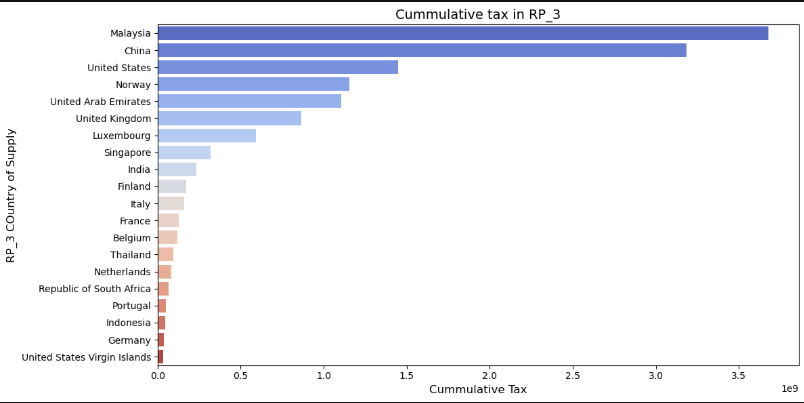 Cummulative tax in RP_3
RP_3 COuntry of Supply
Malaysia
China
United States
Norway
United Arab Emirates
United Kingdom
Luxembourg
Singapore
India
Finland
Italy
France
Belgium
Thailand
Netherlands
Republic of South Africa
Portugal
Indonesia
Germany
United States Virgin Islands
0.0 0.5 1.0 1.5 2.0 2.5 3.0 3.5
1e9
Cummulative Tax